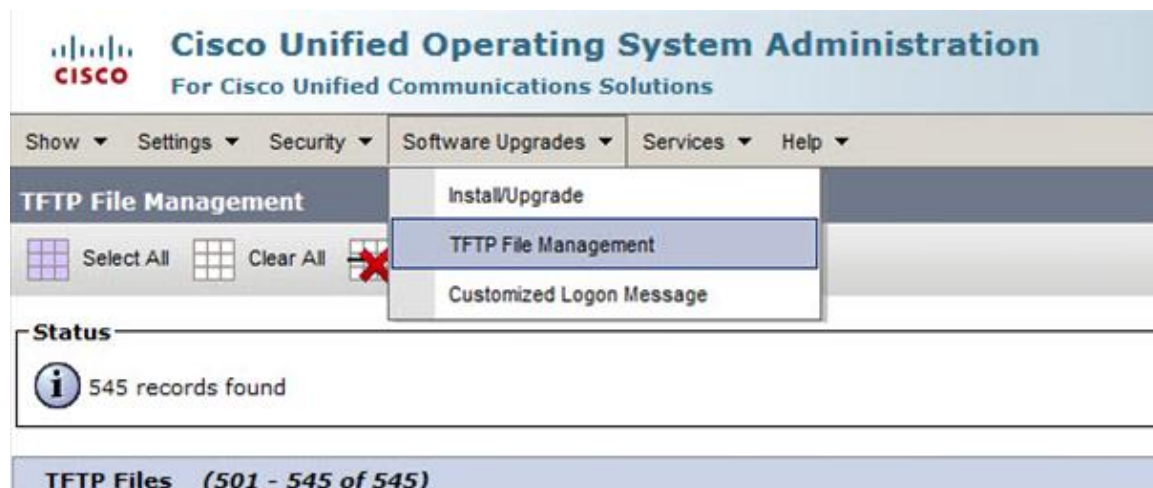 Cisco Unified Operating System Administration
CISCO
For Cisco Unified Communications Solutions
Show Settings Security Software Upgrades Services Help
TFTP File Management
Install/Upgrade
Select All Clear All
TFTP File Management
Customized Logon Message
Status
i 545 records found
TFTP Files (501 - 545 of 545)